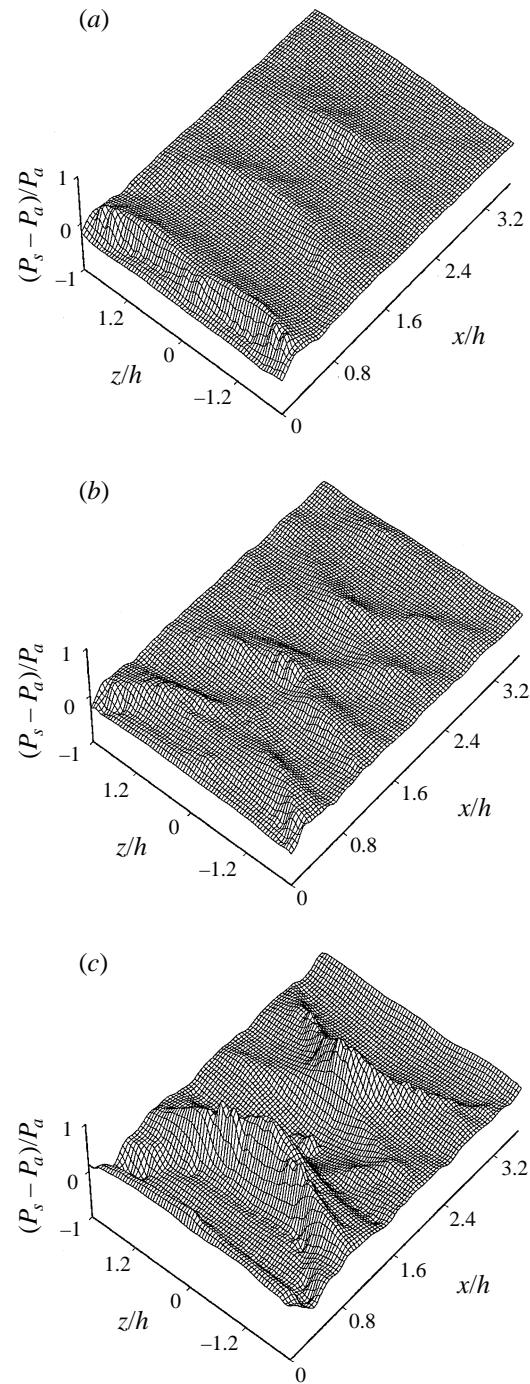 (a)
(P_s – P_a)/P_a
1
0
–1
1.2
0
–1.2
z/h
0
0.8
1.6
2.4
3.2
x/h
(b)
(P_s – P_a)/P_a
1
0
–1
1.2
0
–1.2
z/h
0
0.8
1.6
2.4
3.2
x/h
(c)
(P_s – P_a)/P_a
1
0
–1
1.2
0
–1.2
z/h
0
0.8
1.6
2.4
3.2
x/h